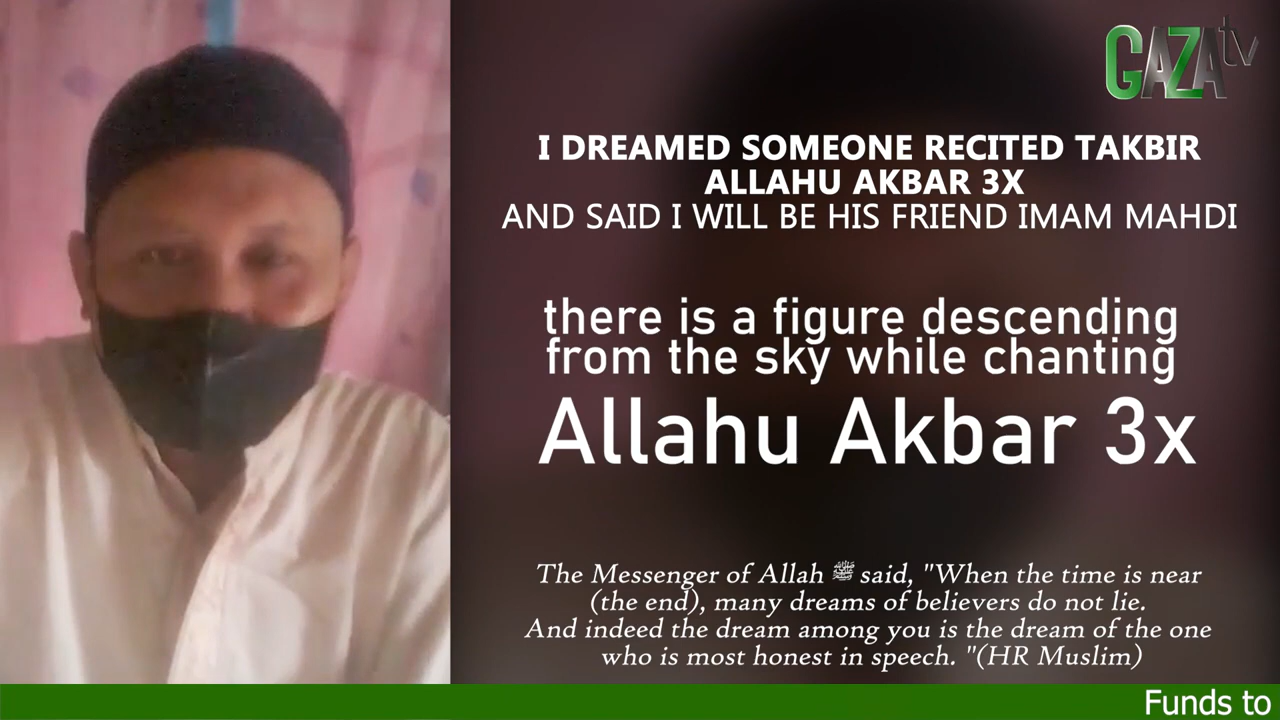 GAZAtv
I DREAMED SOMEONE RECITED TAKBIR
ALLAHU AKBAR 3X
AND SAID I WILL BE HIS FRIEND IMAM MAHDI
there is a figure descending
from the sky while chanting
Allahu Akbar 3x
The Messenger of Allah ﷺ said, "When the time is near
(the end), many dreams of believers do not lie.
And indeed the dream among you is the dream of the one
who is most honest in speech. "(HR Muslim)
Funds to